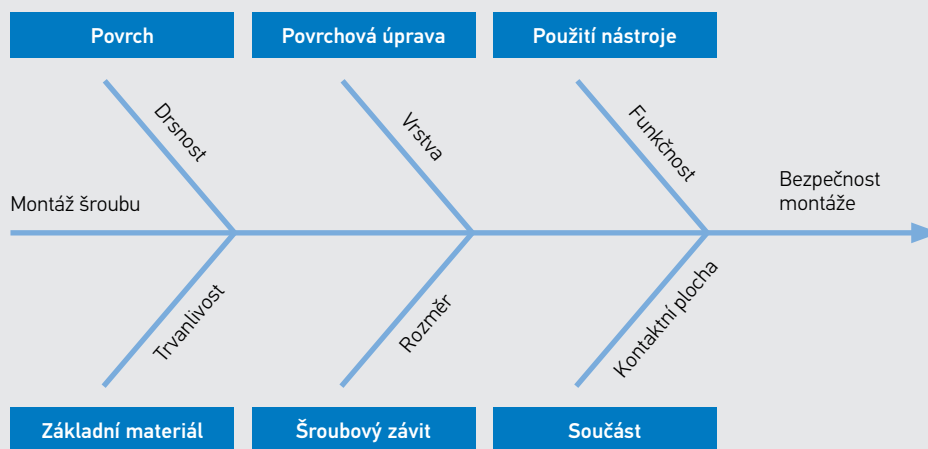 Povrch
Povrchová úprava
Použití nástroje
Drsnost
Vrstva
Funkčnost
Montáž šroubu
Bezpečnost
montáže
Trvanlivost
Rozměr
Kontaktní plocha
Základní materiál
Šroubový závit
Součást